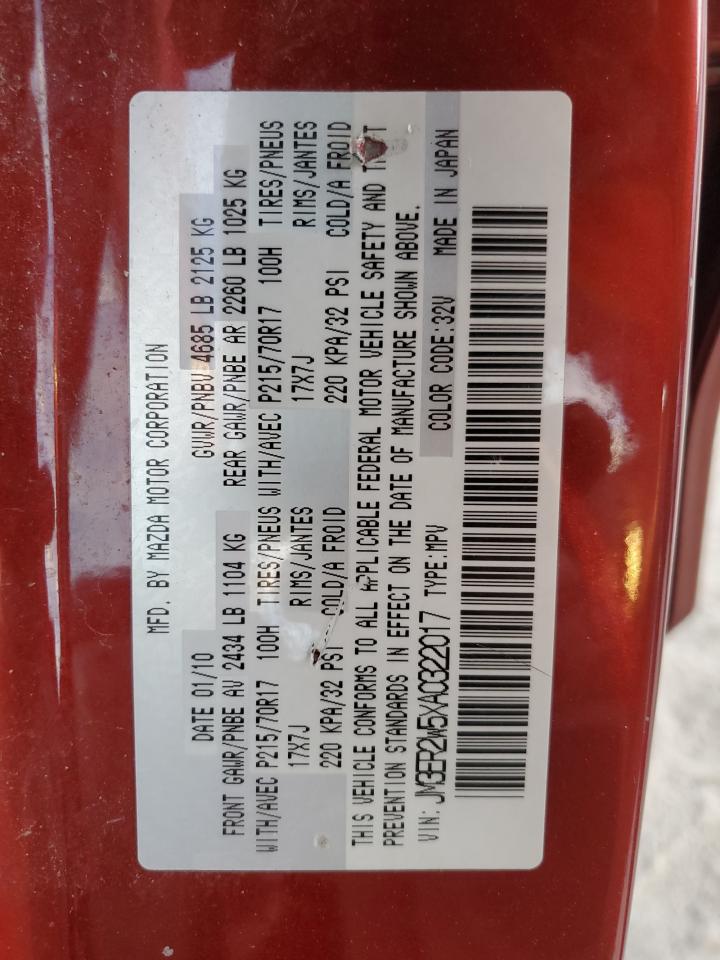 MFD. BY MAZDA MOTOR CORPORATION
DATE 01/10 GVWR/PNBV 4685 LB 2125 KG
FRONT GAWR/PNBE AV 2434 LB 1104 KG REAR GAWR/PNBE AR 2260 LB 1025 KG
WITH/AVEC P215/70R17 100H TIRES/PNEUS WITH/AVEC P215/70R17 100H TIRES/PNEUS
17X7J RIMS/JANTES 17X7J RIMS/JANTES
220 KPA/32 PSI COLD/A FROID 220 KPA/32 PSI COLD/A FROID
THIS VEHICLE CONFORMS TO ALL APPLICABLE FEDERAL MOTOR VEHICLE SAFETY AND
PREVENTION STANDARDS IN EFFECT ON THE DATE OF MANUFACTURE SHOWN ABOVE.
VIN: JM3ER2W5XA0322017 TYPE:MPV COLOR CODE:32V MADE IN JAPAN